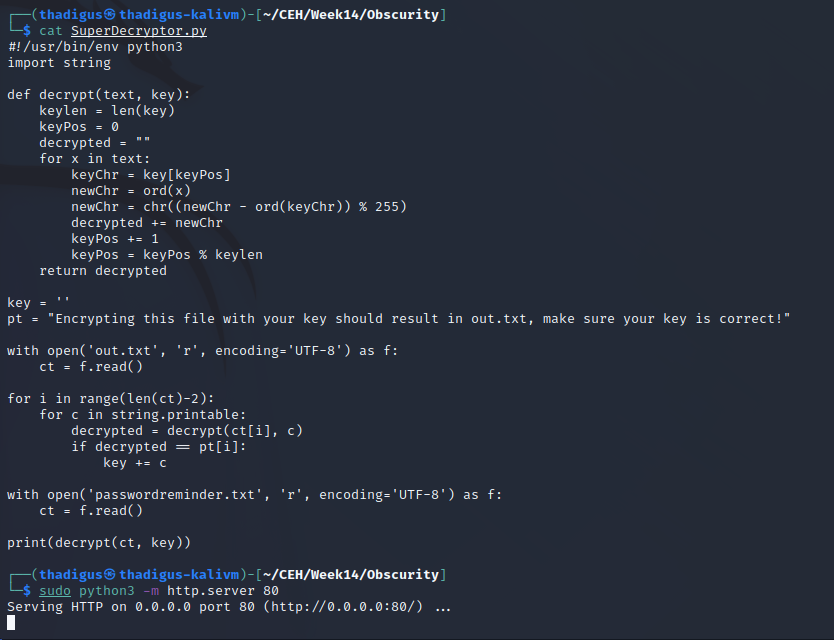 ┌──(thadigus㉿thadigus-kalivm)-[~/CEH/Week14/Obscurity]
└─$ cat SuperDecryptor.py
#!/usr/bin/env python3
import string

def decrypt(text, key):
    keylen = len(key)
    keyPos = 0
    decrypted = ""
    for x in text:
        keyChr = key[keyPos]
        newChr = ord(x)
        newChr = chr((newChr - ord(keyChr)) % 255)
        decrypted += newChr
        keyPos += 1
        keyPos = keyPos % keylen
    return decrypted

key = ''
pt = "Encrypting this file with your key should result in out.txt, make sure your key is correct!"

with open('out.txt', 'r', encoding='UTF-8') as f:
    ct = f.read()

for i in range(len(ct)-2):
    for c in string.printable:
        decrypted = decrypt(ct[i], c)
        if decrypted == pt[i]:
            key += c

with open('passwordreminder.txt', 'r', encoding='UTF-8') as f:
    ct = f.read()

print(decrypt(ct, key))

┌──(thadigus㉿thadigus-kalivm)-[~/CEH/Week14/Obscurity]
└─$ sudo python3 -m http.server 80
Serving HTTP on 0.0.0.0 port 80 (http://0.0.0.0:80/) ...